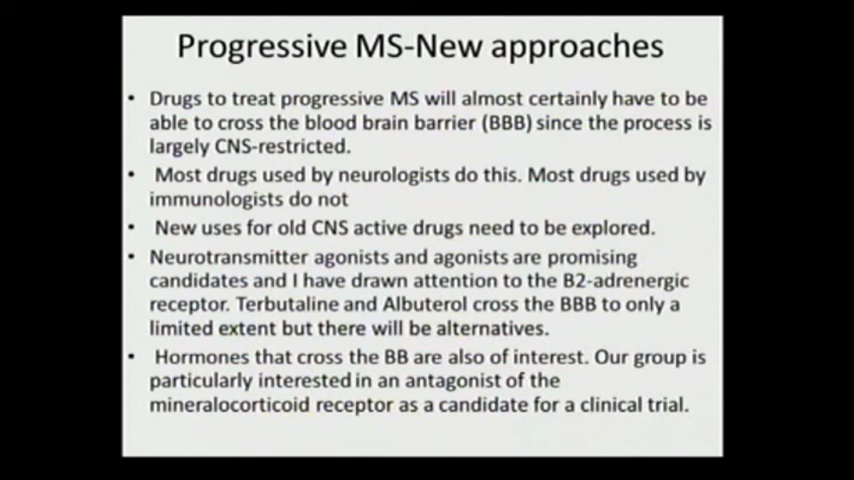 Progressive MS-New approaches
• Drugs to treat progressive MS will almost certainly have to be
able to cross the blood brain barrier (BBB) since the process is
largely CNS-restricted.
• Most drugs used by neurologists do this. Most drugs used by
immunologists do not
• New uses for old CNS active drugs need to be explored.
• Neurotransmitter agonists and agonists are promising
candidates and I have drawn attention to the B2-adrenergic
receptor. Terbutaline and Albuterol cross the BBB to only a
limited extent but there will be alternatives.
• Hormones that cross the BB are also of interest. Our group is
particularly interested in an antagonist of the
mineralocorticoid receptor as a candidate for a clinical trial.